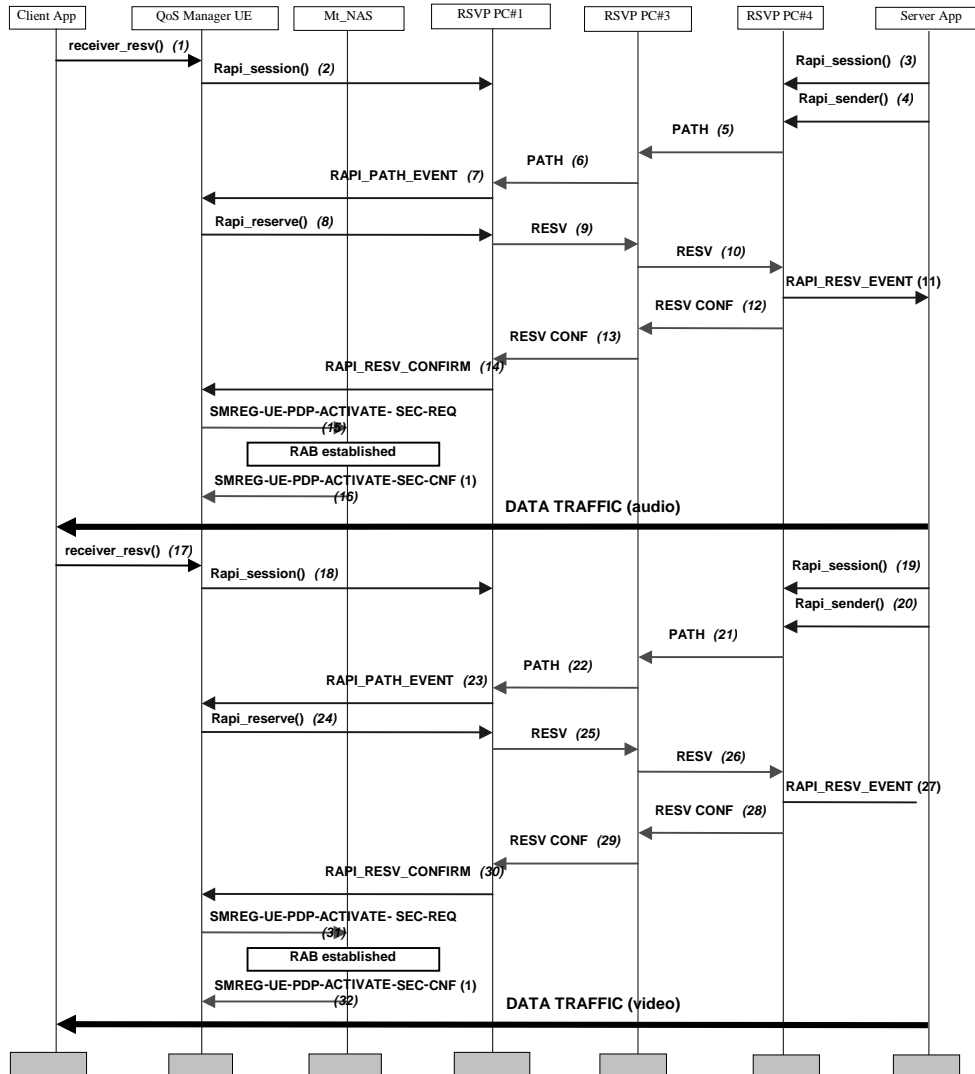 Client App
QoS Manager UE
Mt_NAS
RSVP PC#1
RSVP PC#3
RSVP PC#4
Server App
receiver_resv() (1)
Rapi_session() (2)
Rapi_session() (3)
Rapi_sender() (4)
PATH (5)
PATH (6)
RAPI_PATH_EVENT (7)
Rapi_reserve() (8)
RESV (9)
RESV (10)
RAPI_RESV_EVENT (11)
RESV CONF (12)
RESV CONF (13)
RAPI_RESV_CONFIRM (14)
SMREG-UE-PDP-ACTIVATE- SEC-REQ
(15)
RAB established
SMREG-UE-PDP-ACTIVATE-SEC-CNF (1)
(16)
DATA TRAFFIC (audio)
receiver_resv() (17)
Rapi_session() (18)
Rapi_session() (19)
Rapi_sender() (20)
PATH (21)
PATH (22)
RAPI_PATH_EVENT (23)
Rapi_reserve() (24)
RESV (25)
RESV (26)
RAPI_RESV_EVENT (27)
RESV CONF (28)
RESV CONF (29)
RAPI_RESV_CONFIRM (30)
SMREG-UE-PDP-ACTIVATE- SEC-REQ
(31)
RAB established
SMREG-UE-PDP-ACTIVATE-SEC-CNF (1)
(32)
DATA TRAFFIC (video)